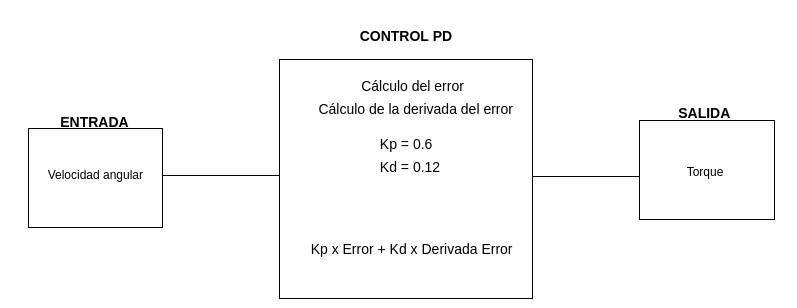 CONTROL PD
Cálculo del error
Cálculo de la derivada del error
Kp = 0.6
Kd = 0.12
Kp x Error + Kd x Derivada Error
ENTRADA
Velocidad angular
SALIDA
Torque